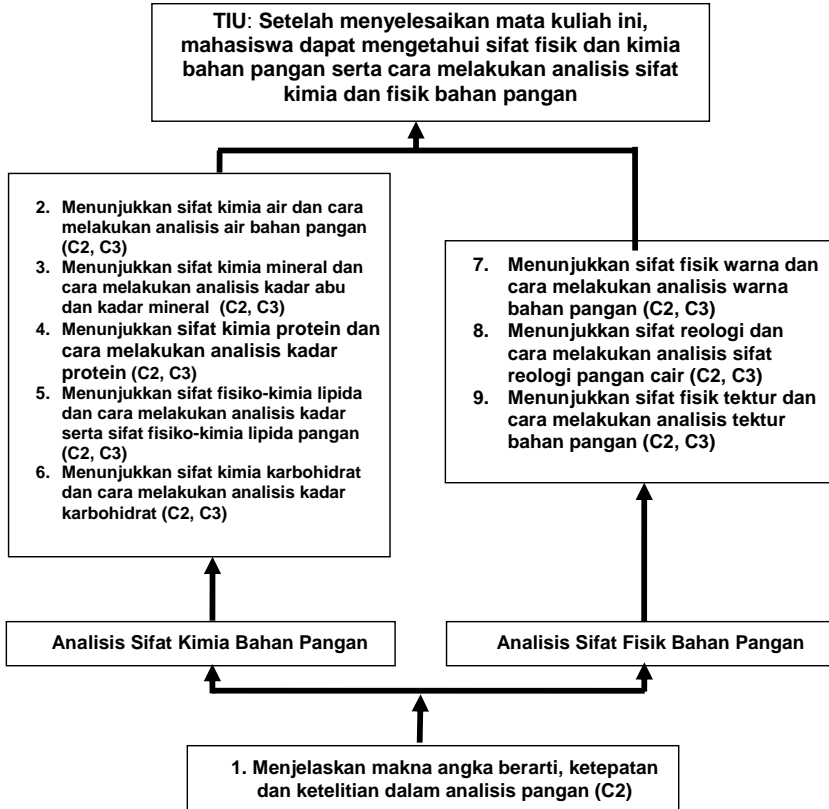 TIU: Setelah menyelesaikan mata kuliah ini,
mahasiswa dapat mengetahui sifat fisik dan kimia
bahan pangan serta cara melakukan analisis sifat
kimia dan fisik bahan pangan
2. Menunjukkan sifat kimia air dan cara
melakukan analisis air bahan pangan
(C2, C3)
3. Menunjukkan sifat kimia mineral dan
cara melakukan analisis kadar abu
dan kadar mineral (C2, C3)
4. Menunjukkan sifat kimia protein dan
cara melakukan analisis kadar
protein (C2, C3)
5. Menunjukkan sifat fisiko-kimia lipida
dan cara melakukan analisis kadar
serta sifat fisiko-kimia lipida pangan
(C2, C3)
6. Menunjukkan sifat kimia karbohidrat
dan cara melakukan analisis kadar
karbohidrat (C2, C3)
7. Menunjukkan sifat fisik warna dan
cara melakukan analisis warna
bahan pangan (C2, C3)
8. Menunjukkan sifat reologi dan
cara melakukan analisis sifat
reologi pangan cair (C2, C3)
9. Menunjukkan sifat fisik tektur dan
cara melakukan analisis tektur
bahan pangan (C2, C3)
Analisis Sifat Kimia Bahan Pangan
Analisis Sifat Fisik Bahan Pangan
1. Menjelaskan makna angka berarti, ketepatan
dan ketelitian dalam analisis pangan (C2)